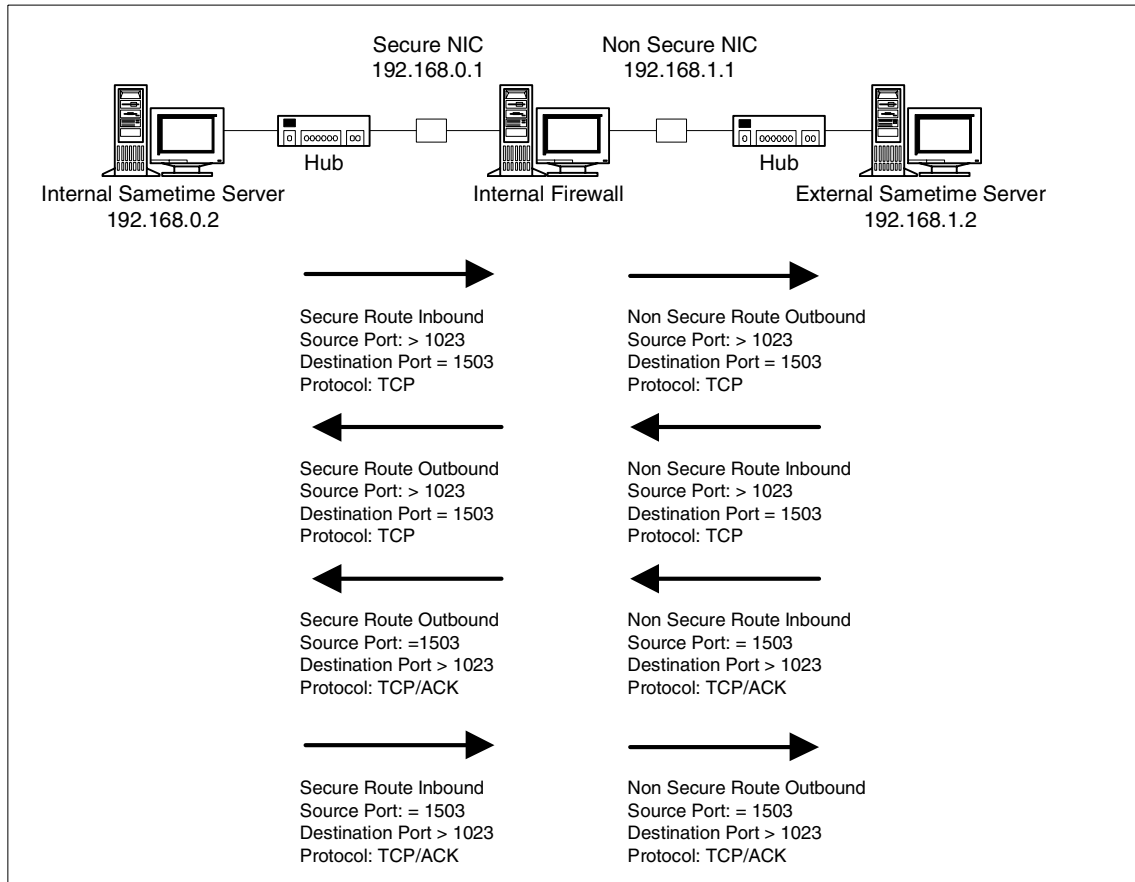 Secure NIC
192.168.0.1
Non Secure NIC
192.168.1.1
Hub
Hub
Internal Sametime Server
192.168.0.2
Internal Firewall
External Sametime Server
192.168.1.2
Secure Route Inbound
Source Port: > 1023
Destination Port = 1503
Protocol: TCP
Non Secure Route Outbound
Source Port: > 1023
Destination Port = 1503
Protocol: TCP
Secure Route Outbound
Source Port: > 1023
Destination Port = 1503
Protocol: TCP
Non Secure Route Inbound
Source Port: > 1023
Destination Port = 1503
Protocol: TCP
Secure Route Outbound
Source Port: =1503
Destination Port > 1023
Protocol: TCP/ACK
Non Secure Route Inbound
Source Port: = 1503
Destination Port > 1023
Protocol: TCP/ACK
Secure Route Inbound
Source Port: = 1503
Destination Port > 1023
Protocol: TCP/ACK
Non Secure Route Outbound
Source Port: = 1503
Destination Port > 1023
Protocol: TCP/ACK